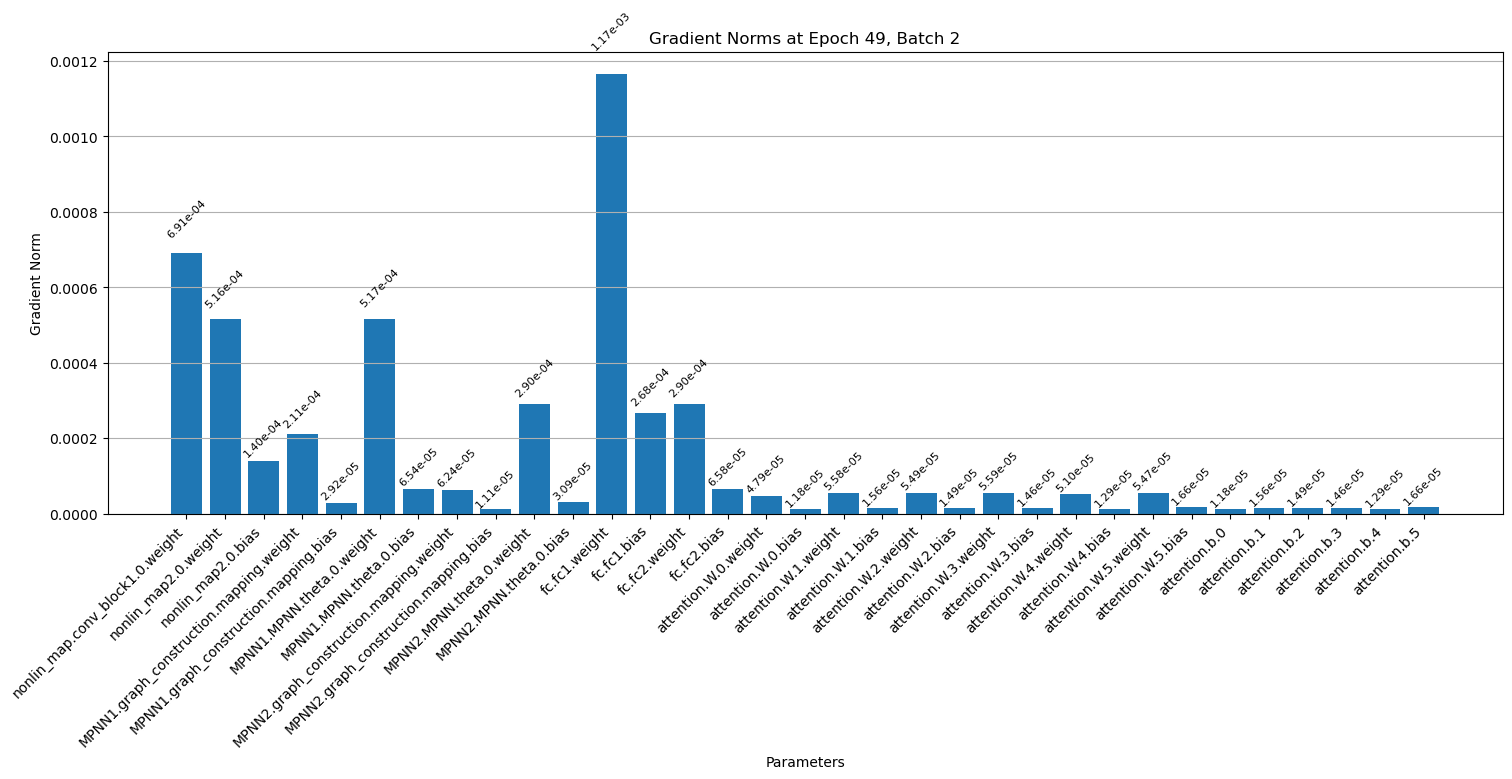 Gradient Norms at Epoch 49, Batch 2
Gradient Norm
0.0012
0.0010
0.0008
0.0006
0.0004
0.0002
0.0000
6.91e-04
5.16e-04
1.40e-04
2.11e-04
2.92e-05
5.17e-04
6.54e-05
6.24e-05
1.11e-05
2.90e-04
3.09e-05
1.17e-03
2.68e-04
2.90e-04
6.58e-05
4.79e-05
1.18e-05
5.58e-05
1.56e-05
5.49e-05
1.49e-05
5.59e-05
1.46e-05
5.10e-05
1.29e-05
5.47e-05
1.66e-05
1.18e-05
1.56e-05
1.49e-05
1.46e-05
1.29e-05
1.66e-05
nonlin_map.conv_block1.0.weight
nonlin_map2.0.weight
nonlin_map2.0.bias
MPNN1.graph_construction.mapping.weight
MPNN1.graph_construction.mapping.bias
MPNN1.MPNN.theta.0.weight
MPNN1.MPNN.theta.0.bias
MPNN2.graph_construction.mapping.weight
MPNN2.graph_construction.mapping.bias
MPNN2.MPNN.theta.0.weight
MPNN2.MPNN.theta.0.bias
fc.fc1.weight
fc.fc1.bias
fc.fc2.weight
fc.fc2.bias
attention.W.0.weight
attention.W.0.bias
attention.W.1.weight
attention.W.1.bias
attention.W.2.weight
attention.W.2.bias
attention.W.3.weight
attention.W.3.bias
attention.W.4.weight
attention.W.4.bias
attention.W.5.weight
attention.W.5.bias
attention.b.0
attention.b.1
attention.b.2
attention.b.3
attention.b.4
attention.b.5
Parameters